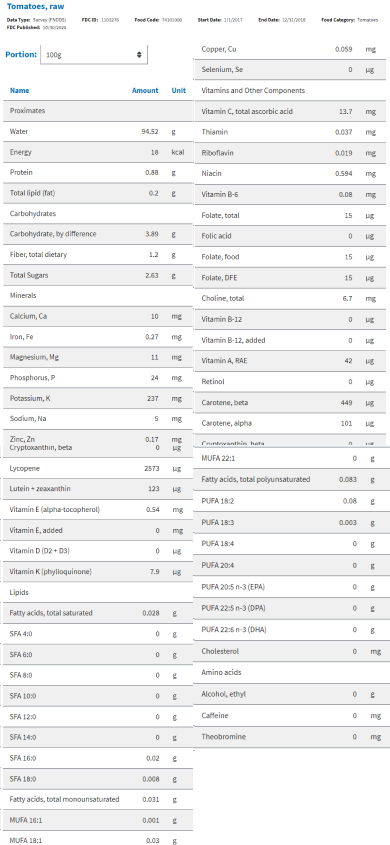 Tomatoes, raw
Data Type: Survey (FNDDS) FDC ID: 1103276 Food Code: 74101000 Start Date: 1/1/2017 End Date: 12/31/2018 Food Category: Tomatoes
FDC Published: 10/30/2020
Portion: 100g
Name Amount Unit
Proximates
Water 94.52 g
Energy 18 kcal
Protein 0.88 g
Total lipid (fat) 0.2 g
Carbohydrates
Carbohydrate, by difference 3.89 g
Fiber, total dietary 1.2 g
Total Sugars 2.63 g
Minerals
Calcium, Ca 10 mg
Iron, Fe 0.27 mg
Magnesium, Mg 11 mg
Phosphorus, P 24 mg
Potassium, K 237 mg
Sodium, Na 5 mg
Zinc, Zn 0.17 mg
Cryptoxanthin, beta 0 µg
Lycopene 2573 µg
Lutein + zeaxanthin 123 µg
Vitamin E (alpha-tocopherol) 0.54 mg
Vitamin E, added 0 mg
Vitamin D (D2 + D3) 0 µg
Vitamin K (phylloquinone) 7.9 µg
Lipids
Fatty acids, total saturated 0.028 g
SFA 4:0 0 g
SFA 6:0 0 g
SFA 8:0 0 g
SFA 10:0 0 g
SFA 12:0 0 g
SFA 14:0 0 g
SFA 16:0 0.02 g
SFA 18:0 0.008 g
Fatty acids, total monounsaturated 0.031 g
MUFA 16:1 0.001 g
MUFA 18:1 0.03 g
Copper, Cu 0.059 mg
Selenium, Se 0 µg
Vitamins and Other Components
Vitamin C, total ascorbic acid 13.7 mg
Thiamin 0.037 mg
Riboflavin 0.019 mg
Niacin 0.594 mg
Vitamin B-6 0.08 mg
Folate, total 15 µg
Folic acid 0 µg
Folate, food 15 µg
Folate, DFE 15 µg
Choline, total 6.7 mg
Vitamin B-12 0 µg
Vitamin B-12, added 0 µg
Vitamin A, RAE 42 µg
Retinol 0 µg
Carotene, beta 449 µg
Carotene, alpha 101 µg
Cryptoxanthin, beta 0 µg
MUFA 22:1 0 g
Fatty acids, total polyunsaturated 0.083 g
PUFA 18:2 0.08 g
PUFA 18:3 0.003 g
PUFA 18:4 0 g
PUFA 20:4 0 g
PUFA 20:5 n-3 (EPA) 0 g
PUFA 22:5 n-3 (DPA) 0 g
PUFA 22:6 n-3 (DHA) 0 g
Cholesterol 0 mg
Amino acids
Alcohol, ethyl 0 g
Caffeine 0 mg
Theobromine 0 mg